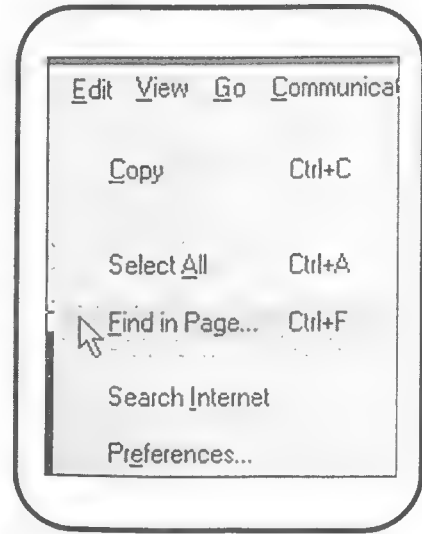 Edit View Go Communica
Copy Ctrl+C
Select All Ctrl+A
Find in Page... Ctrl+F
Search Internet
Preferences...